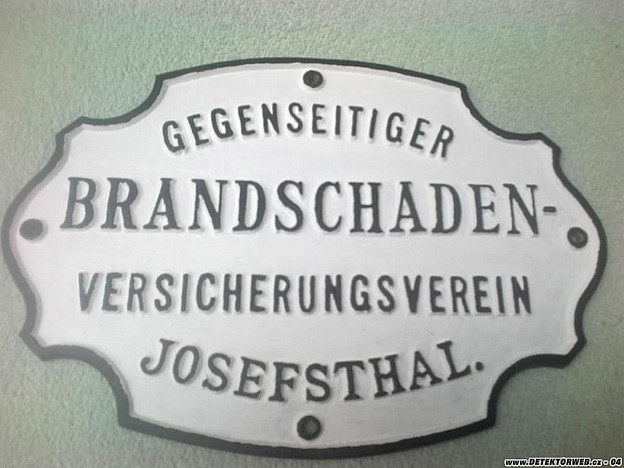 GEGENSEITIGER
BRANDSCHADEN-
VERSICHERUNGSVEREIN
JOSEFSTHAL.
www.DETEKTORWEB.cz - 04